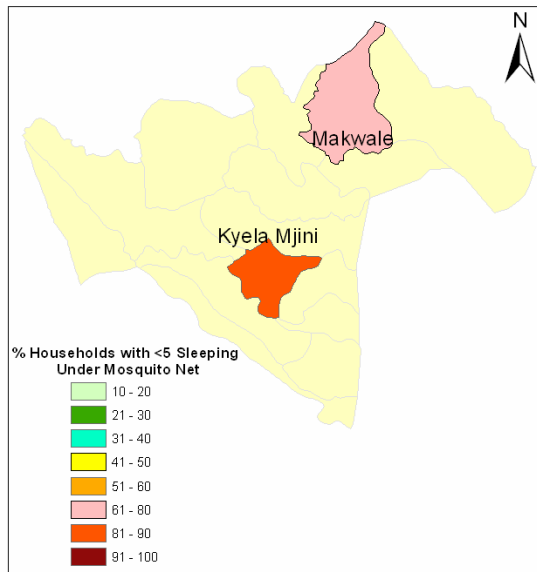 N
Makwale
Kyela Mjini
% Households with <5 Sleeping
Under Mosquito Net
10 - 20
21 - 30
31 - 40
41 - 50
51 - 60
61 - 80
81 - 90
91 - 100